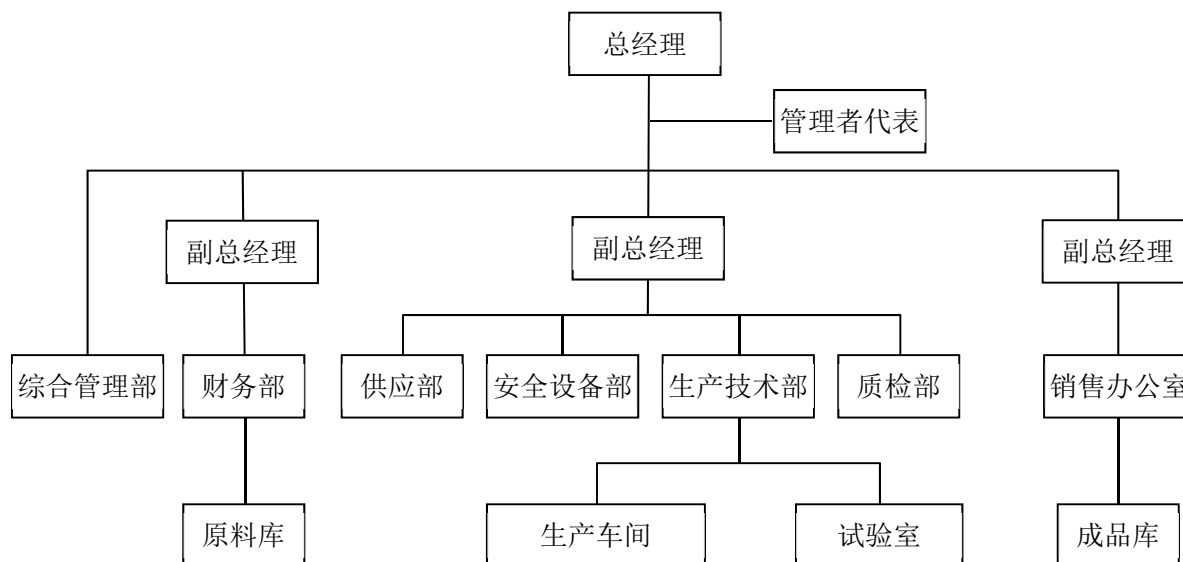 总经理
管理者代表
副总经理
副总经理
副总经理
综合管理部
财务部
供应部
安全设备部
生产技术部
质检部
销售办公室
原料库
生产车间
试验室
成品库